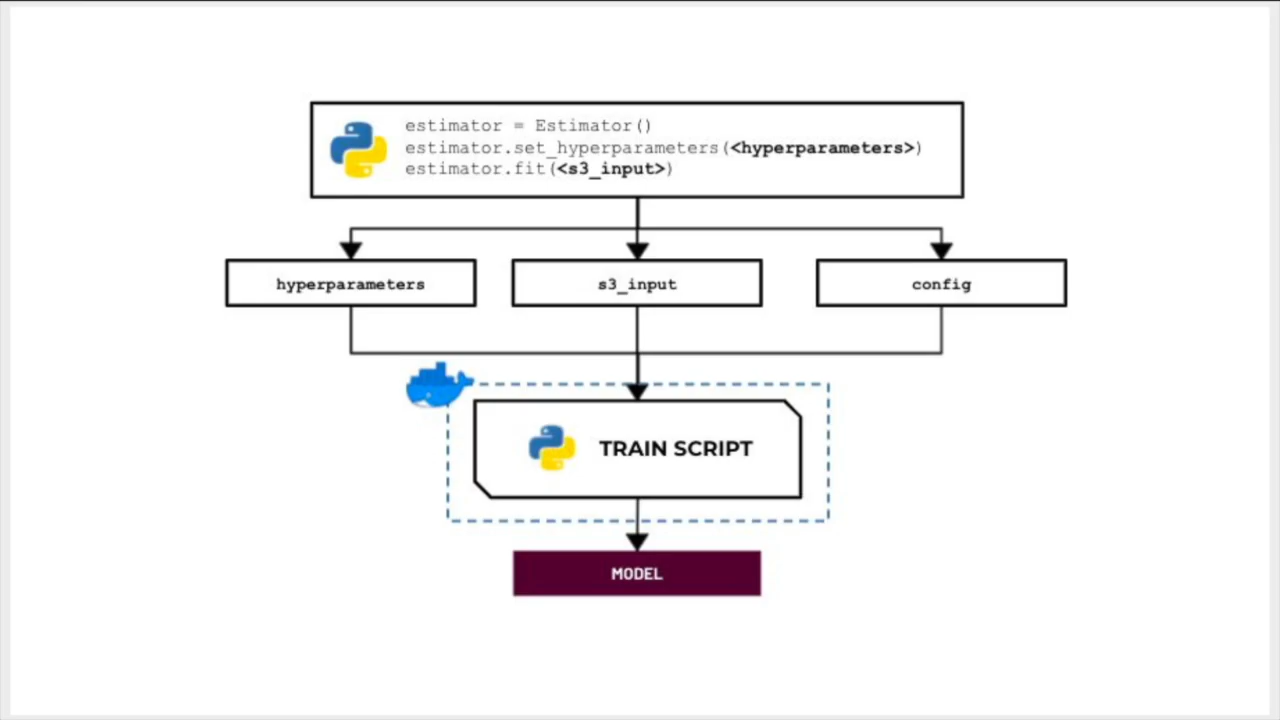 estimator = Estimator()
estimator.set_hyperparameters(<hyperparameters>)
estimator.fit(<s3_input>)
hyperparameters
s3_input
config
TRAIN SCRIPT
MODEL